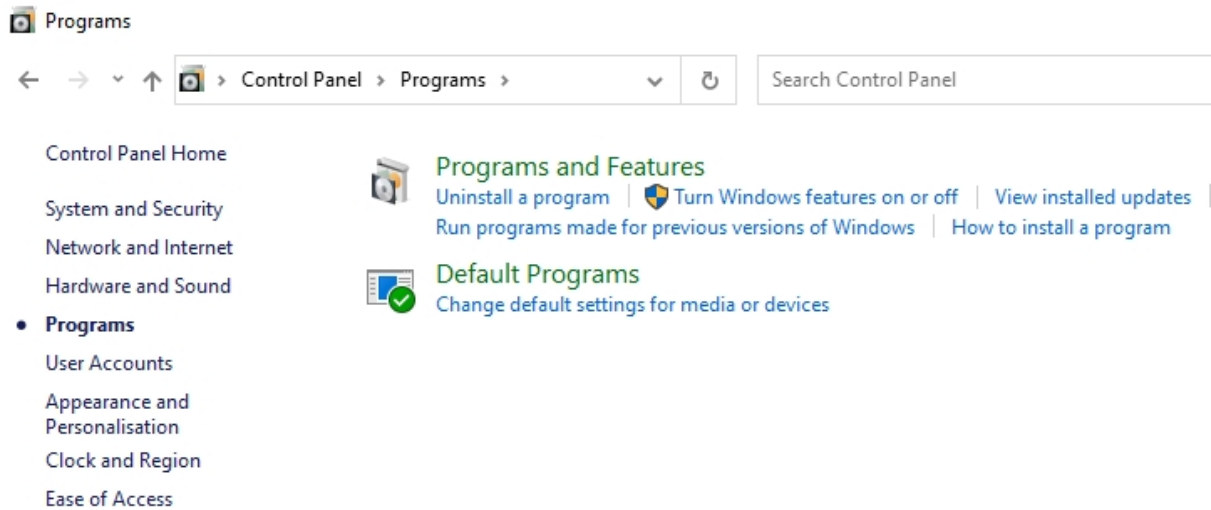 Programs
Control Panel > Programs >
Search Control Panel
Control Panel Home
System and Security
Network and Internet
Hardware and Sound
Programs
User Accounts
Appearance and
Personalisation
Clock and Region
Ease of Access
Programs and Features
Uninstall a program | Turn Windows features on or off | View installed updates |
Run programs made for previous versions of Windows | How to install a program
Default Programs
Change default settings for media or devices